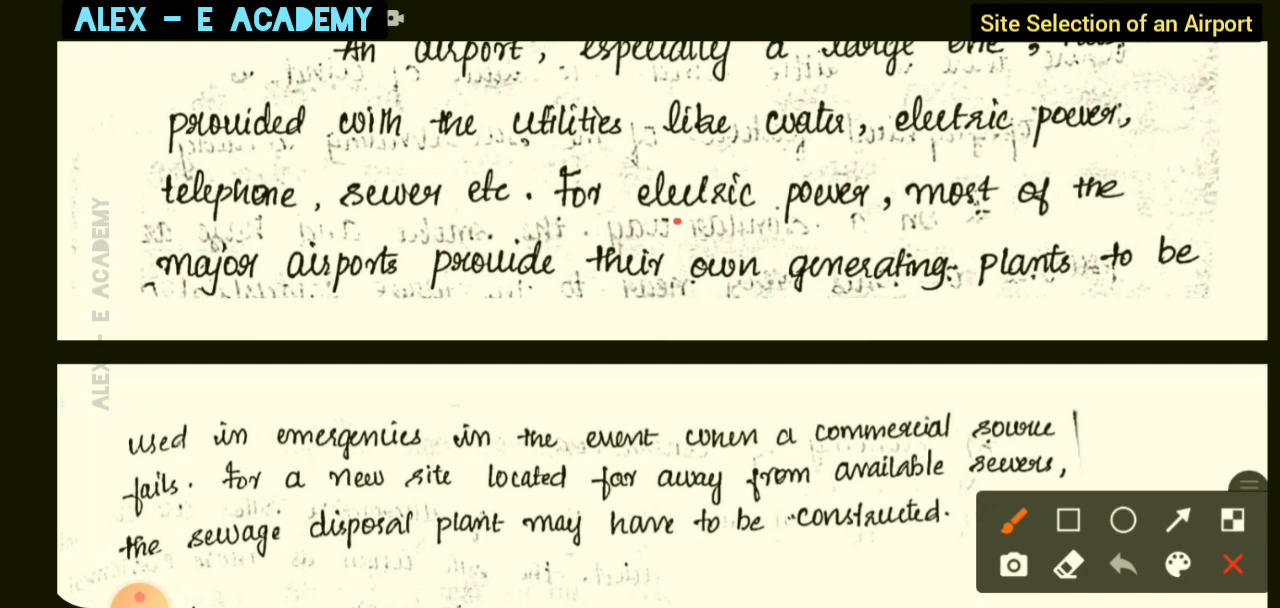 ALEX - E ACADEMY
Site Selection of an Airport
An airport, especially a large one,
provided with the utilities like water, electric power,
telephone, sewer etc. For electric power, most of the
major airports provide their own generating plants to be
ALEX - E ACADEMY
used in emergencies in the event when a commercial source
fails. For a new site located far away from available sewers,
the sewage disposal plant may have to be constructed.